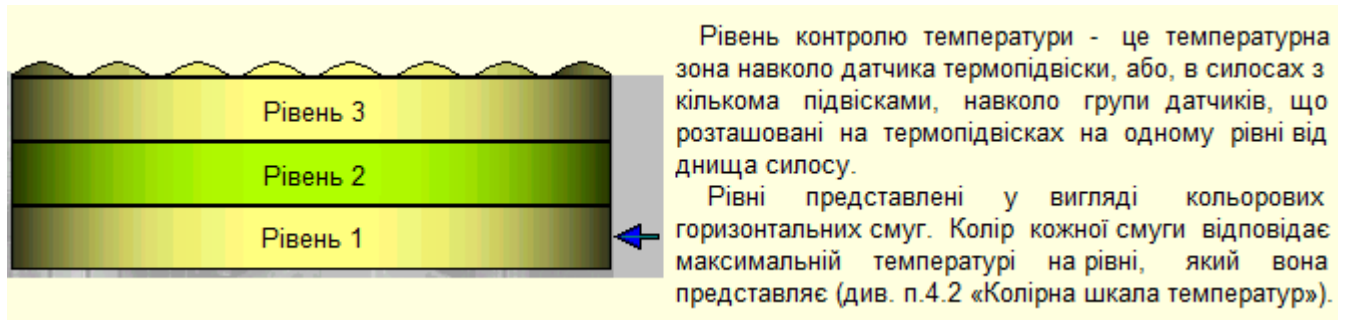 Рівень 3
Рівень 2
Рівень 1
Рівень контролю температури - це температурна
зона навколо датчика термопідвіски, або, в силосах з
кількома підвісками, навколо групи датчиків, що
розташовані на термопідвісках на одному рівні від
днища силосу.
Рівні представлені у вигляді кольорових
горизонтальних смуг. Колір кожної смуги відповідає
максимальній температурі на рівні, який вона
представляє (див. п.4.2 «Колірна шкала температур»).